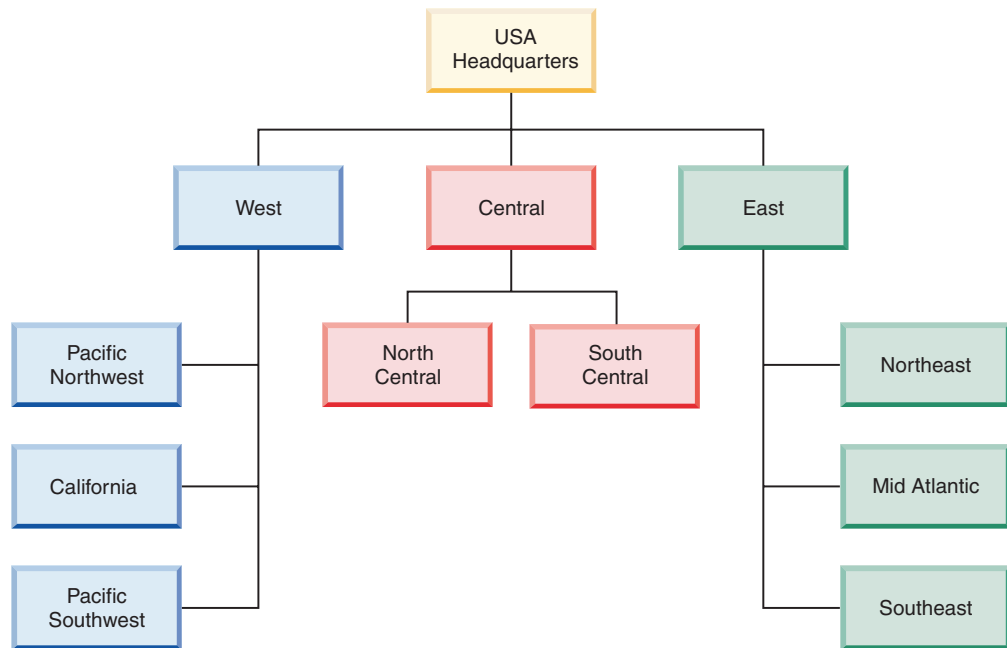 USA
Headquarters
West
Central
East
Pacific
Northwest
North
Central
South
Central
Northeast
California
Mid Atlantic
Pacific
Southwest
Southeast